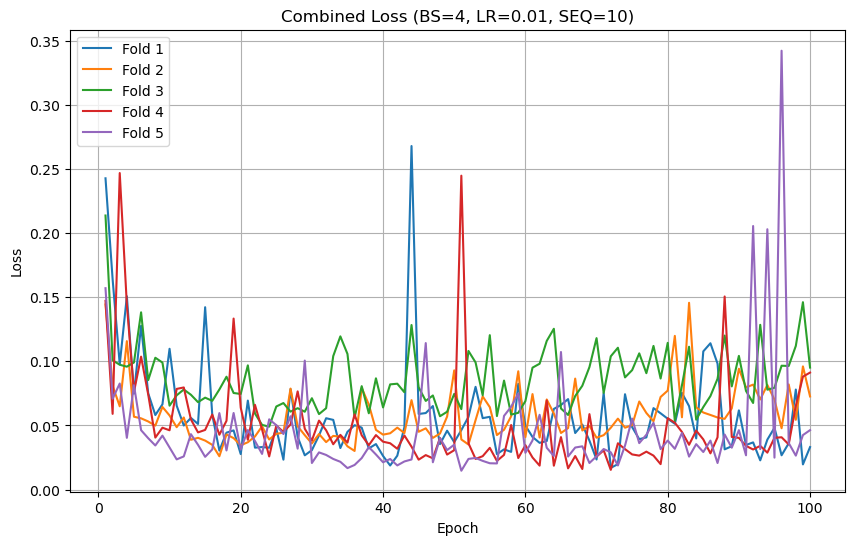 Combined Loss (BS=4, LR=0.01, SEQ=10)
Fold 1
Fold 2
Fold 3
Fold 4
Fold 5
Loss
0.35
0.30
0.25
0.20
0.15
0.10
0.05
0.00
0
20
40
60
80
100
Epoch